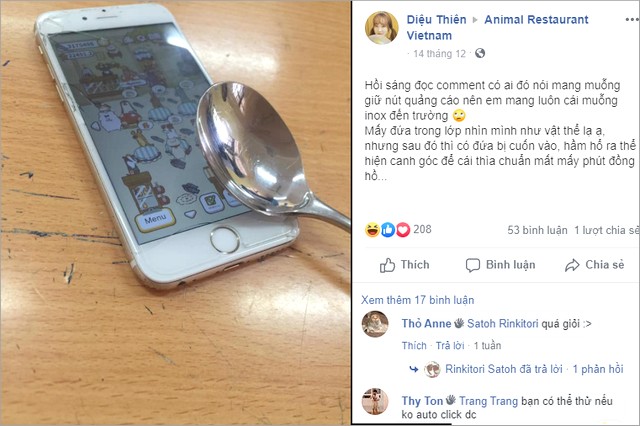 Diệu Thiên ▸ Animal Restaurant
Vietnam
14 tháng 12
Hồi sáng đọc comment có ai đó nói mang muỗng
giữ nút quảng cáo nên em mang luôn cái muỗng
inox đến trường 🙄
Mấy đứa trong lớp nhìn mình như vật thể lạ ạ,
nhưng sau đó thì có đứa bị cuốn vào, hằm hố ra thể
hiện canh góc để cái thìa chuẩn mất mấy phút đồng
hồ...
208
53 bình luận 1 lượt chia sẻ
Thích Bình luận Chia sẻ
Xem thêm 17 bình luận
Thỏ Anne Satoh Rinkitori quá giỏi :>
Thích · Trả lời · 1 tuần
Rinkitori Satoh đã trả lời · 1 phản hồi
Thy Ton Trang Trang bạn có thể thử nếu
ko auto click dc
Menu